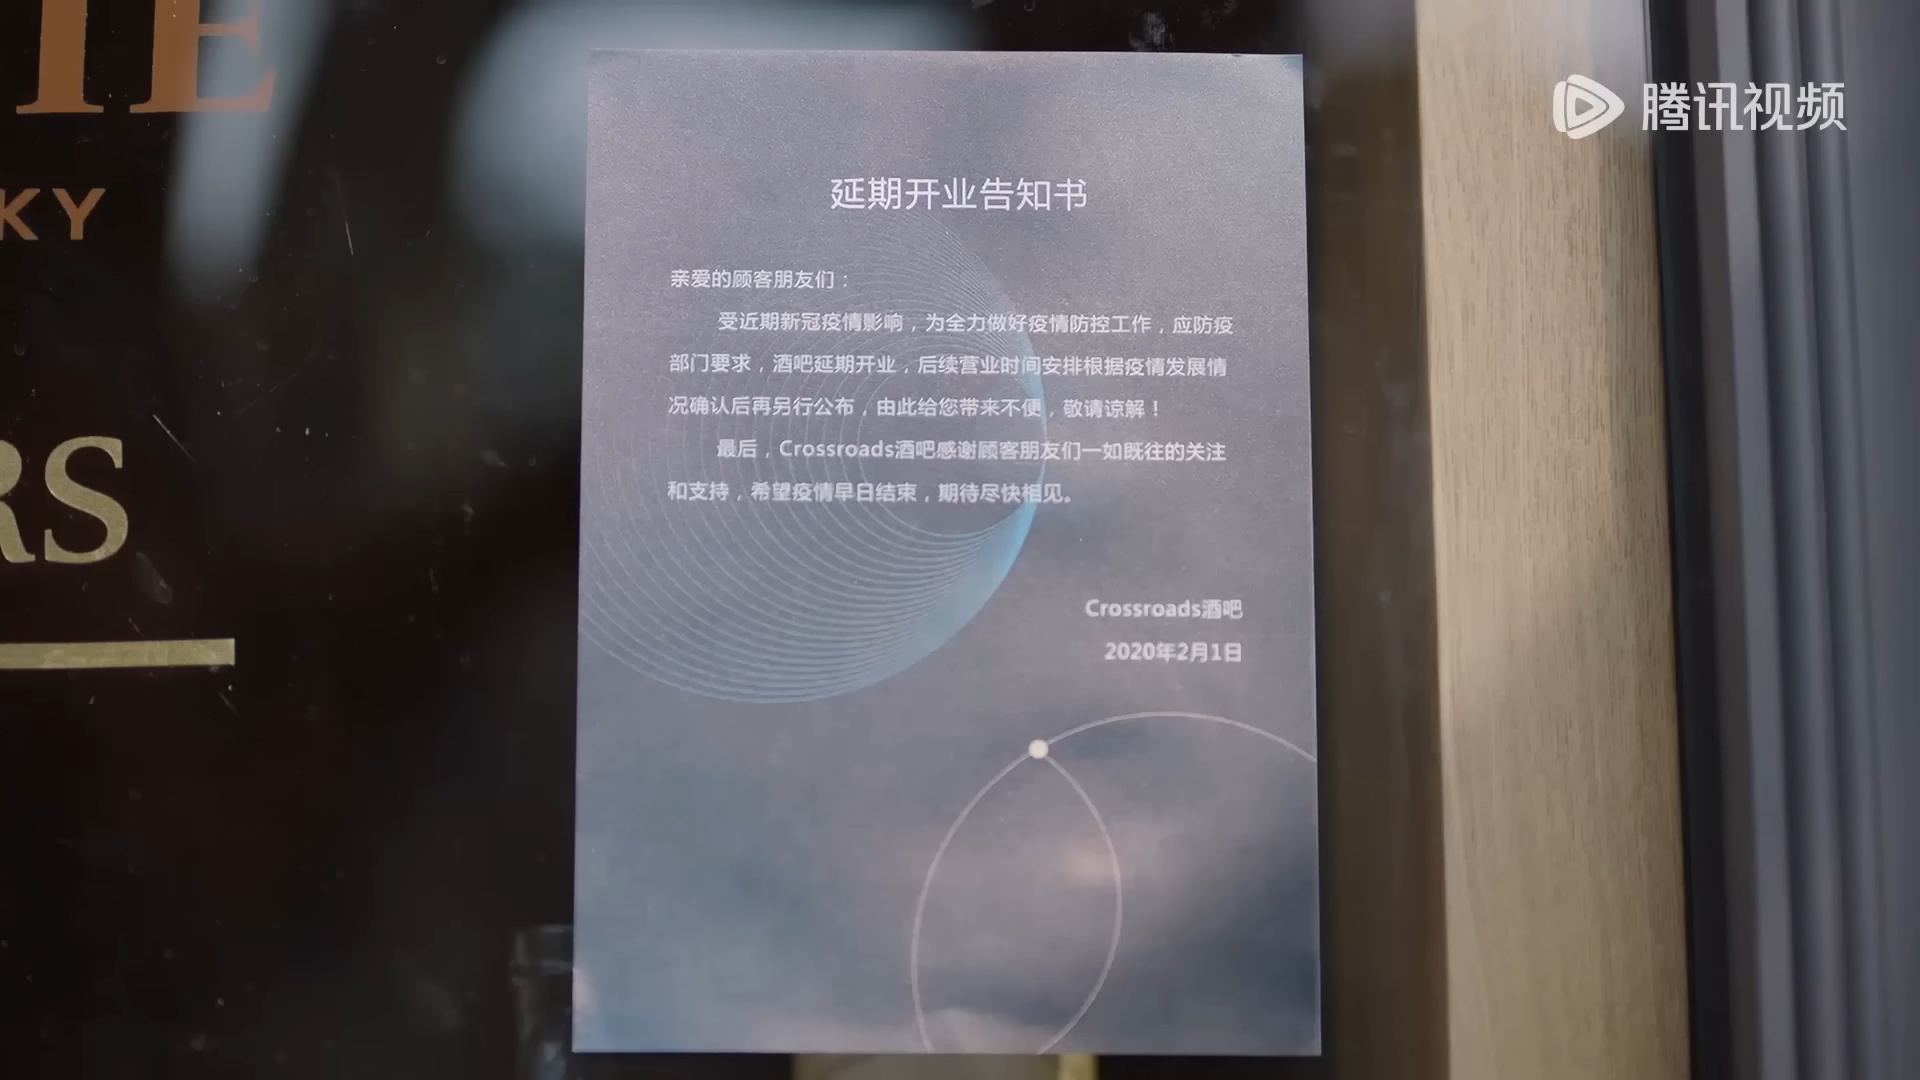 IE
KY
RS
腾讯视频
延期开业告知书
亲爱的顾客朋友们：
受近期新冠疫情影响，为全力做好疫情防控工作，应防疫
部门要求，酒吧延期开业，后续营业时间安排根据疫情发展情
况确认后再另行公布，由此给您带来不便，敬请谅解！
最后，Crossroads酒吧感谢顾客朋友们一如既往的关注
和支持，希望疫情早日结束，期待尽快相见。
Crossroads酒吧
2020年2月1日